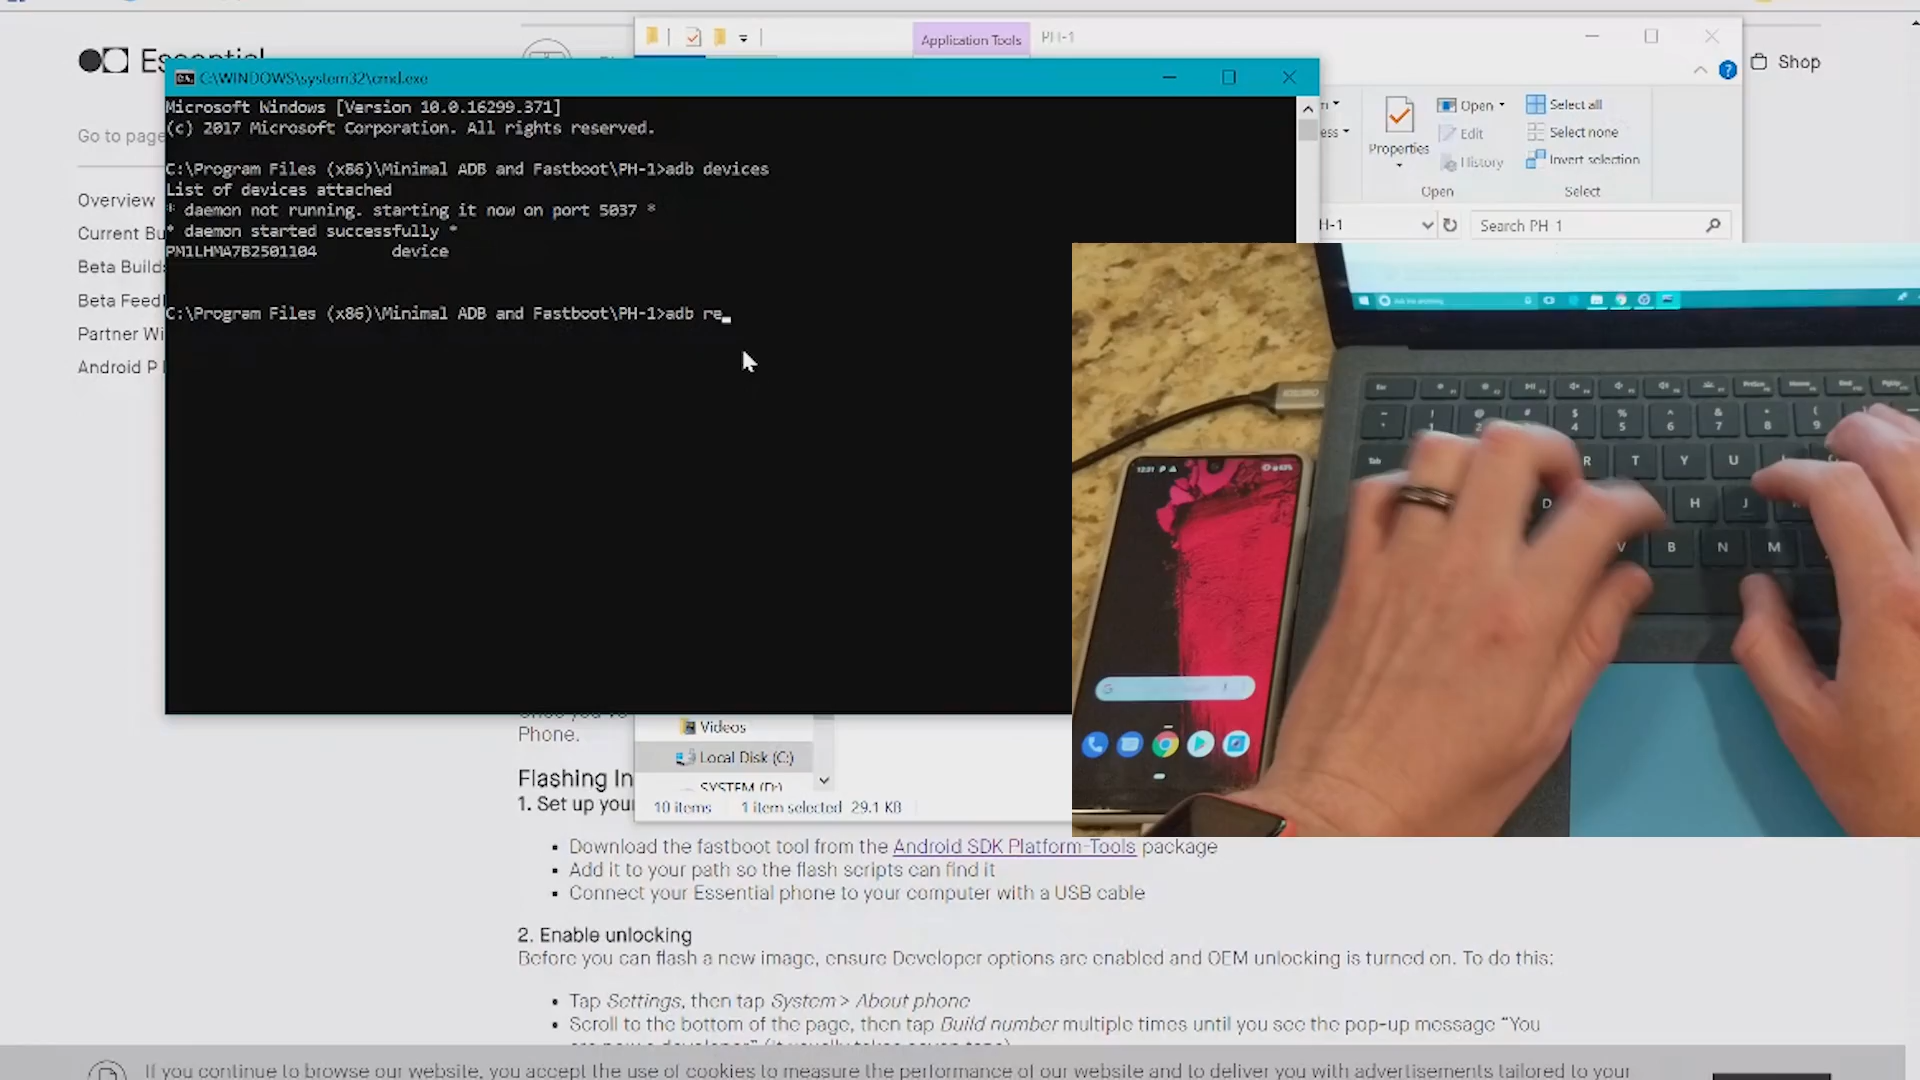 Application Tools
PH-1
Shop
C:\WINDOWS\system32\cmd.exe
Microsoft Windows [Version 10.0.16299.371]
(c) 2017 Microsoft Corporation. All rights reserved.
C:\Program Files (x86)\Minimal ADB and Fastboot\PH-1>adb devices
List of devices attached
* daemon not running. starting it now on port 5037 *
* daemon started successfully *
PM1LHMA7B2501104 device
C:\Program Files (x86)\Minimal ADB and Fastboot\PH-1>adb re_
Properties
Open
Edit
History
Open
Select all
Select none
Invert selection
Select
Search PH 1
Go to page
Overview
Current Bu
Beta Build
Beta Feed
Partner Wi
Android P
Videos
Local Disk (C:)
SYSTEM (D:)
10 items 1 item selected 29.1 KB
Phone.
Flashing In
1. Set up your
Download the fastboot tool from the Android SDK Platform-Tools package
Add it to your path so the flash scripts can find it
Connect your Essential phone to your computer with a USB cable
2. Enable unlocking
Before you can flash a new image, ensure Developer options are enabled and OEM unlocking is turned on. To do this:
Tap Settings, then tap System > About phone
Scroll to the bottom of the page, then tap Build number multiple times until you see the pop-up message “You
If you continue to browse our website, you accept the use of cookies to measure the performance of our website and to deliver you with advertisements tailored to your
Tab
R
T
Y
U
D
H
J
V
B
N
M